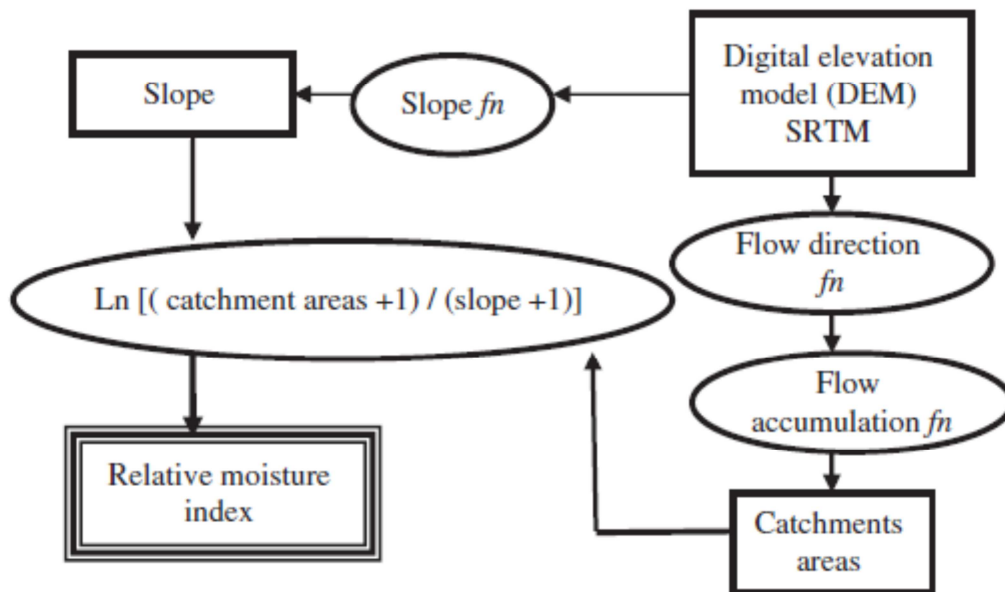 Digital elevation
model (DEM)
SRTM
Slope fn
Slope
Flow direction
fn
Ln [( catchment areas +1) / (slope +1)]
Flow
accumulation fn
Relative moisture
index
Catchments
areas